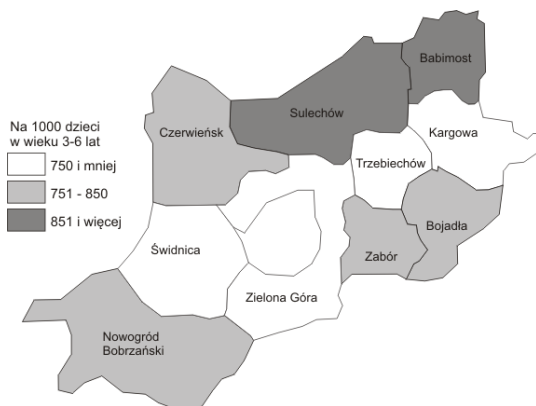 Na 1000 dzieci
w wieku 3-6 lat
750 i mniej
751 - 850
851 i więcej
Babimost
Sulechów
Czerwieńsk
Kargowa
Trzebiechów
Bojadła
Zabór
Świdnica
Zielona Góra
Nowogród
Bobrzański